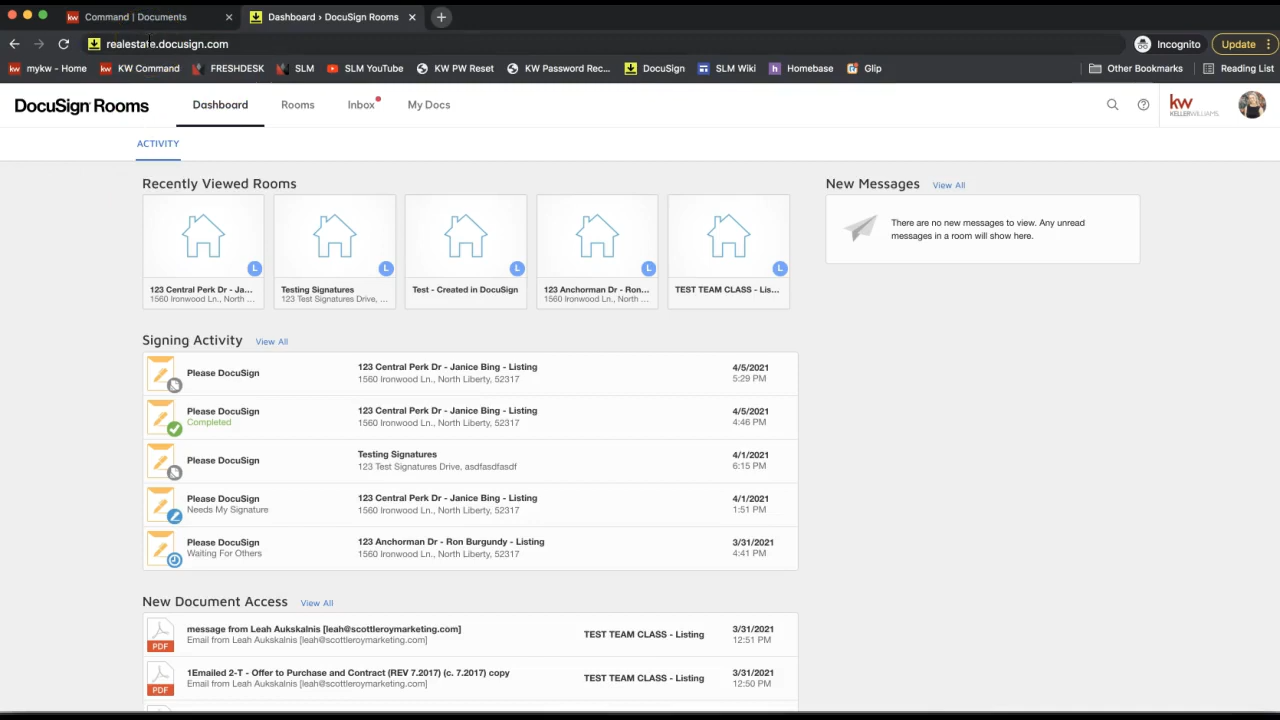 Command | Documents
Dashboard › DocuSign Rooms
realestate.docusign.com
Incognito
Update
kw mykw - Home
kw KW Command
FRESHDESK
SLM
SLM YouTube
KW PW Reset
KW Password Rec...
DocuSign
SLM Wiki
h Homebase
Glip
Other Bookmarks
Reading List
DocuSign Rooms
Dashboard
Rooms
Inbox
My Docs
kw
KELLERWILLIAMS.
ACTIVITY
Recently Viewed Rooms
L
123 Central Perk Dr - Ja...
1560 Ironwood Ln., North ...
L
Testing Signatures
123 Test Signatures Drive, ...
L
Test - Created in DocuSign
L
123 Anchorman Dr - Ron...
1560 Ironwood Ln., North ...
L
TEST TEAM CLASS - Lis...
New Messages View All
There are no new messages to view. Any unread
messages in a room will show here.
Signing Activity View All
Please DocuSign
123 Central Perk Dr - Janice Bing - Listing
1560 Ironwood Ln., North Liberty, 52317
4/5/2021
5:29 PM
Please DocuSign
Completed
123 Central Perk Dr - Janice Bing - Listing
1560 Ironwood Ln., North Liberty, 52317
4/5/2021
4:46 PM
Please DocuSign
Testing Signatures
123 Test Signatures Drive, asdfasdfasdf
4/1/2021
6:15 PM
Please DocuSign
Needs My Signature
123 Central Perk Dr - Janice Bing - Listing
1560 Ironwood Ln., North Liberty, 52317
4/1/2021
1:51 PM
Please DocuSign
Waiting For Others
123 Anchorman Dr - Ron Burgundy - Listing
1560 Ironwood Ln., North Liberty, 52317
3/31/2021
4:41 PM
New Document Access View All
PDF
message from Leah Aukskalnis [leah@scottleroymarketing.com]
Email from Leah Aukskalnis [leah@scottleroymarketing.com]
TEST TEAM CLASS - Listing
3/31/2021
12:51 PM
PDF
1Emailed 2-T - Offer to Purchase and Contract (REV 7.2017) (c. 7.2017) copy
Email from Leah Aukskalnis [leah@scottleroymarketing.com]
TEST TEAM CLASS - Listing
3/31/2021
12:50 PM